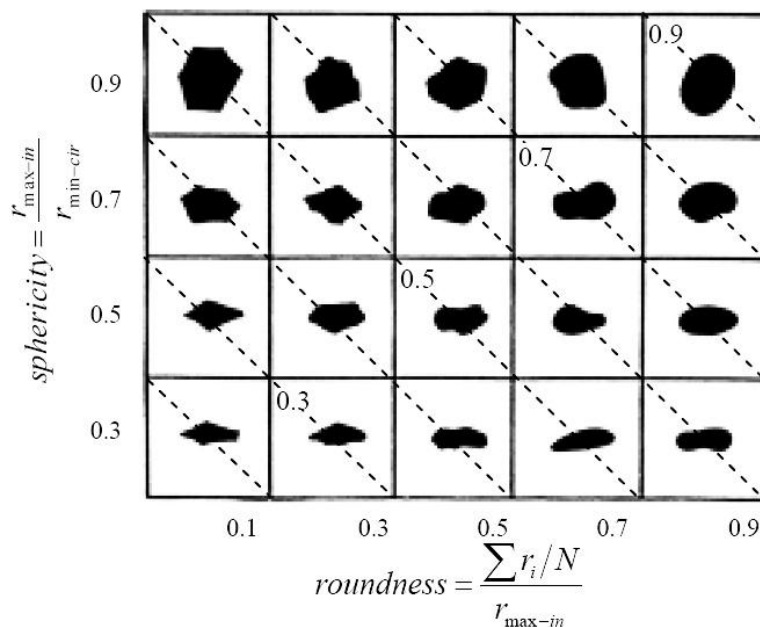 0.9
0.9
0.7
0.7
0.5
0.5
0.3
0.3
sphericity = r_max-in / r_min-cir
0.1 0.3 0.5 0.7 0.9
roundness = ∑ r_i/N / r_max-in